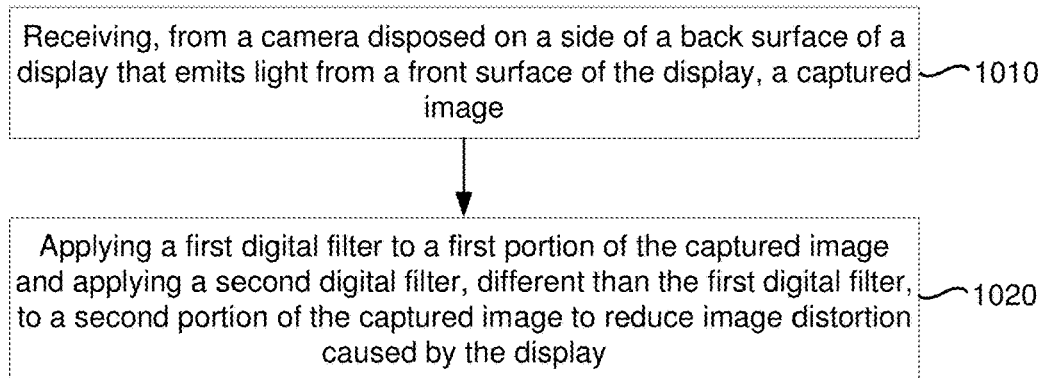 Receiving, from a camera disposed on a side of a back surface of a
display that emits light from a front surface of the display, a captured
image
1010
Applying a first digital filter to a first portion of the captured image
and applying a second digital filter, different than the first digital filter,
to a second portion of the captured image to reduce image distortion
caused by the display
1020